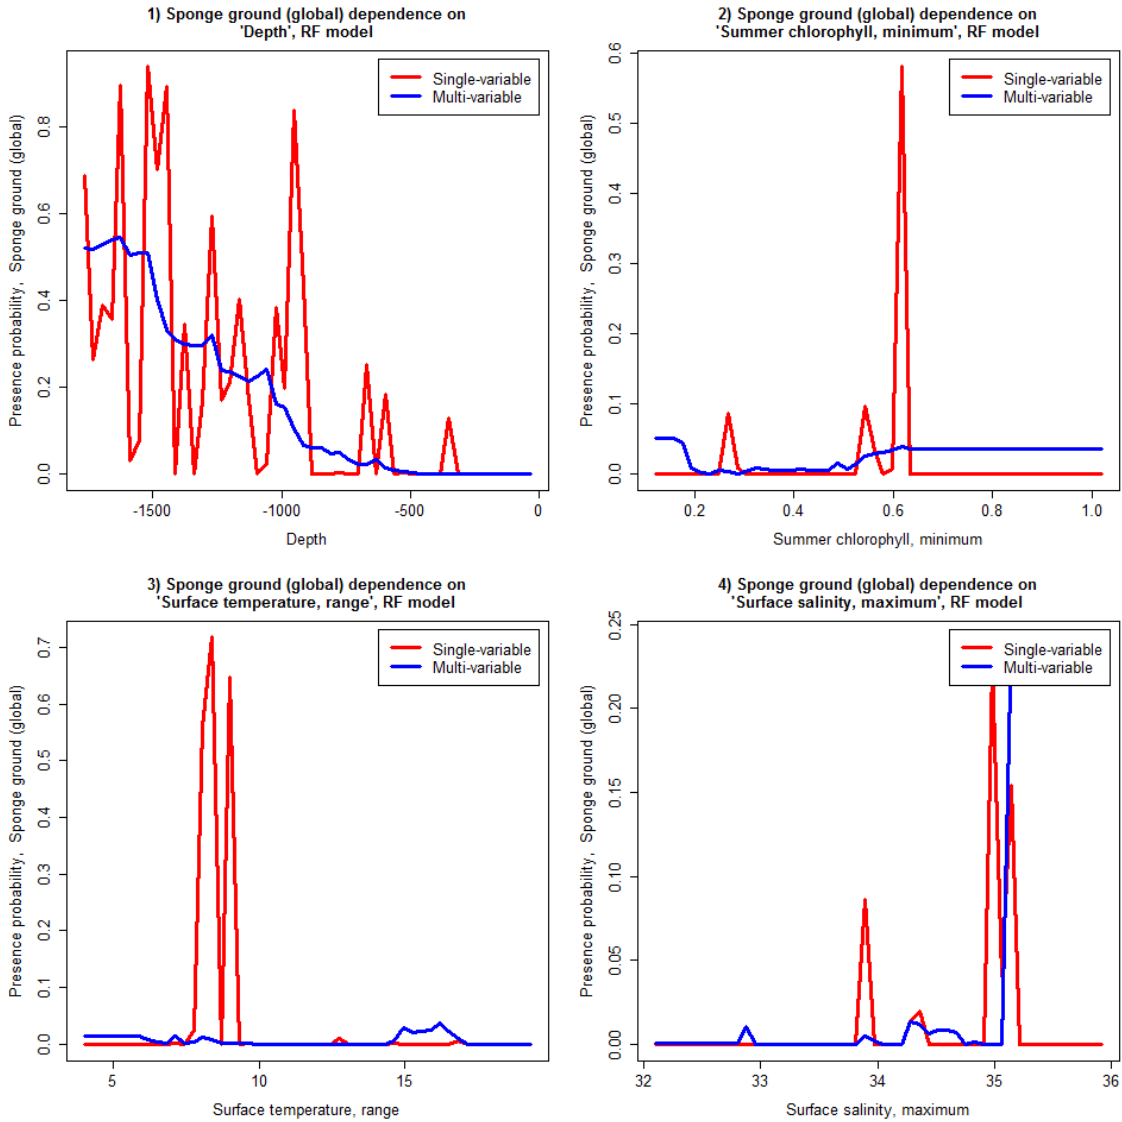 1) Sponge ground (global) dependence on
'Depth', RF model
Single-variable
Multi-variable
Presence probability, Sponge ground (global)
0.0
0.2
0.4
0.6
0.8
-1500
-1000
-500
0
Depth
2) Sponge ground (global) dependence on
'Summer chlorophyll, minimum', RF model
Single-variable
Multi-variable
Presence probability, Sponge ground (global)
0.0
0.1
0.2
0.3
0.4
0.5
0.6
0.2
0.4
0.6
0.8
1.0
Summer chlorophyll, minimum
3) Sponge ground (global) dependence on
'Surface temperature, range', RF model
Single-variable
Multi-variable
Presence probability, Sponge ground (global)
0.0
0.1
0.2
0.3
0.4
0.5
0.6
0.7
5
10
15
Surface temperature, range
4) Sponge ground (global) dependence on
'Surface salinity, maximum', RF model
Single-variable
Multi-variable
Presence probability, Sponge ground (global)
0.00
0.05
0.10
0.15
0.20
0.25
32
33
34
35
36
Surface salinity, maximum